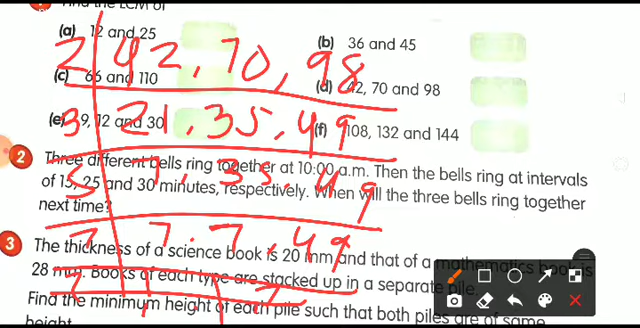 1 Find the LCM of
(a) 12 and 25
(b) 36 and 45
(c) 66 and 110
(d) 42, 70 and 98
(e) 9, 12 and 30
(f) 108, 132 and 144
2 Three different bells ring together at 10:00 a.m. Then the bells ring at intervals
of 15, 25 and 30 minutes, respectively. When will the three bells ring together
next time?
3 The thickness of a science book is 20 mm and that of a mathematics book is
28 mm. Books of each type are stacked up in a separate pile.
Find the minimum height of each pile such that both piles are of same
height.
2 42, 70, 98
3 21, 35, 49
5 7, 35, 49
7 7, 7, 49
7 1 1 7